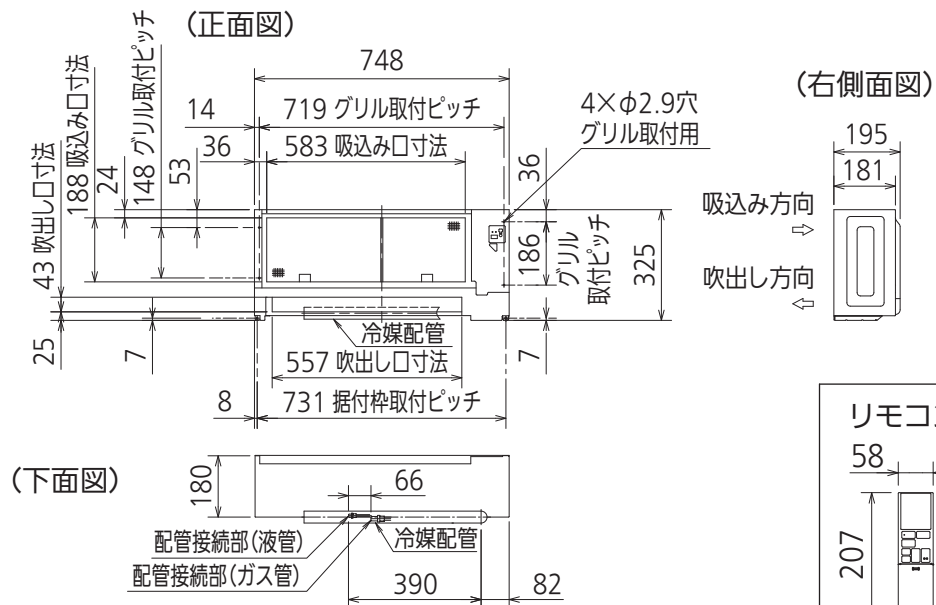 (正面図)
748
14
719 グリル取付ピッチ
36
583 吸込み口寸法
4×φ2.9穴
グリル取付用
43 吹出し口寸法
188 吸込み口寸法
24
148 グリル取付ピッチ
53
36
186
グリル
取付ピッチ
325
25
7
冷媒配管
7
557 吹出し口寸法
8
731 据付枠取付ピッチ
(右側面図)
195
181
吸込み方向
吹出し方向
(下面図)
180
66
配管接続部(液管)
冷媒配管
配管接続部(ガス管)
390
82
リモコ
58
207